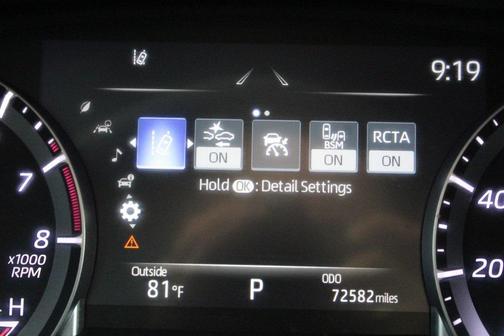 9:19
BSM
RCTA
ON
ON
ON
Hold OK : Detail Settings
7
8
x1000
RPM
H
40
20
Outside
81°F
P
ODO
72582 miles